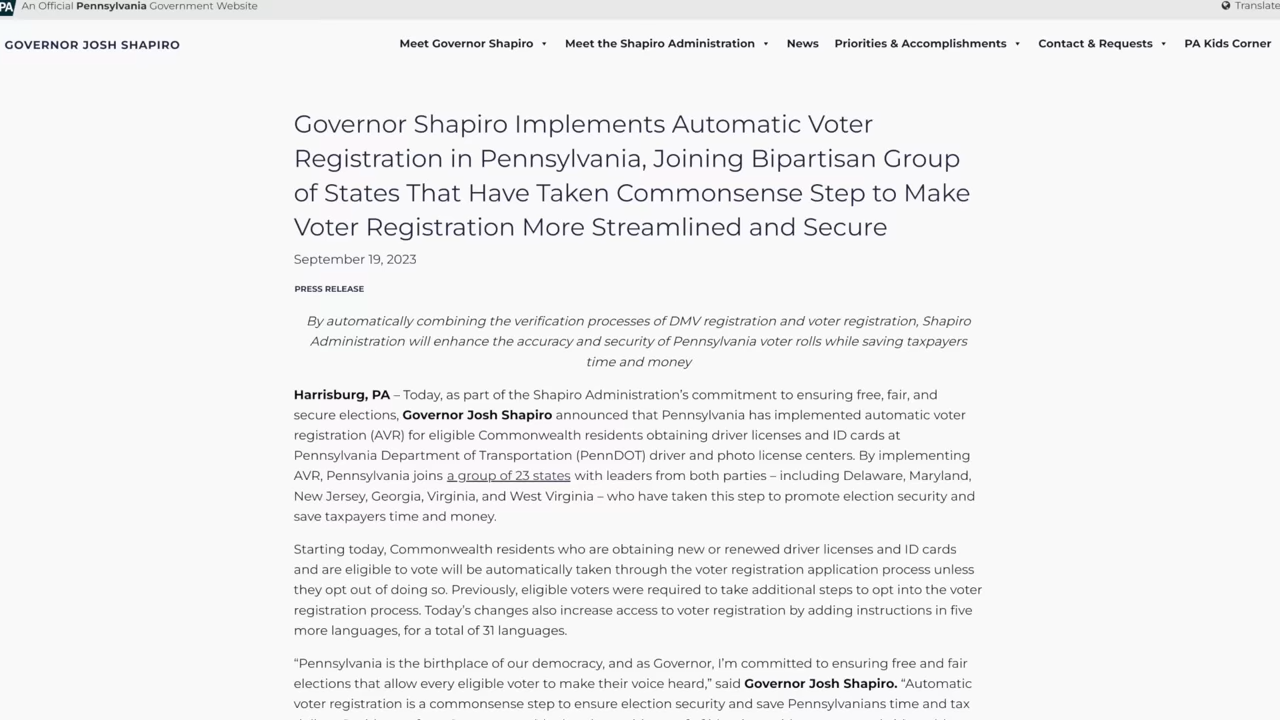 PA An Official Pennsylvania Government Website Translate
GOVERNOR JOSH SHAPIRO Meet Governor Shapiro Meet the Shapiro Administration News Priorities & Accomplishments Contact & Requests PA Kids Corner
Governor Shapiro Implements Automatic Voter
Registration in Pennsylvania, Joining Bipartisan Group
of States That Have Taken Commonsense Step to Make
Voter Registration More Streamlined and Secure
September 19, 2023
PRESS RELEASE
By automatically combining the verification processes of DMV registration and voter registration, Shapiro
Administration will enhance the accuracy and security of Pennsylvania voter rolls while saving taxpayers
time and money
Harrisburg, PA – Today, as part of the Shapiro Administration’s commitment to ensuring free, fair, and
secure elections, Governor Josh Shapiro announced that Pennsylvania has implemented automatic voter
registration (AVR) for eligible Commonwealth residents obtaining driver licenses and ID cards at
Pennsylvania Department of Transportation (PennDOT) driver and photo license centers. By implementing
AVR, Pennsylvania joins a group of 23 states with leaders from both parties – including Delaware, Maryland,
New Jersey, Georgia, Virginia, and West Virginia – who have taken this step to promote election security and
save taxpayers time and money.
Starting today, Commonwealth residents who are obtaining new or renewed driver licenses and ID cards
and are eligible to vote will be automatically taken through the voter registration application process unless
they opt out of doing so. Previously, eligible voters were required to take additional steps to opt into the voter
registration process. Today’s changes also increase access to voter registration by adding instructions in five
more languages, for a total of 31 languages.
“Pennsylvania is the birthplace of our democracy, and as Governor, I’m committed to ensuring free and fair
elections that allow every eligible voter to make their voice heard,” said Governor Josh Shapiro. “Automatic
voter registration is a commonsense step to ensure election security and save Pennsylvanians time and tax